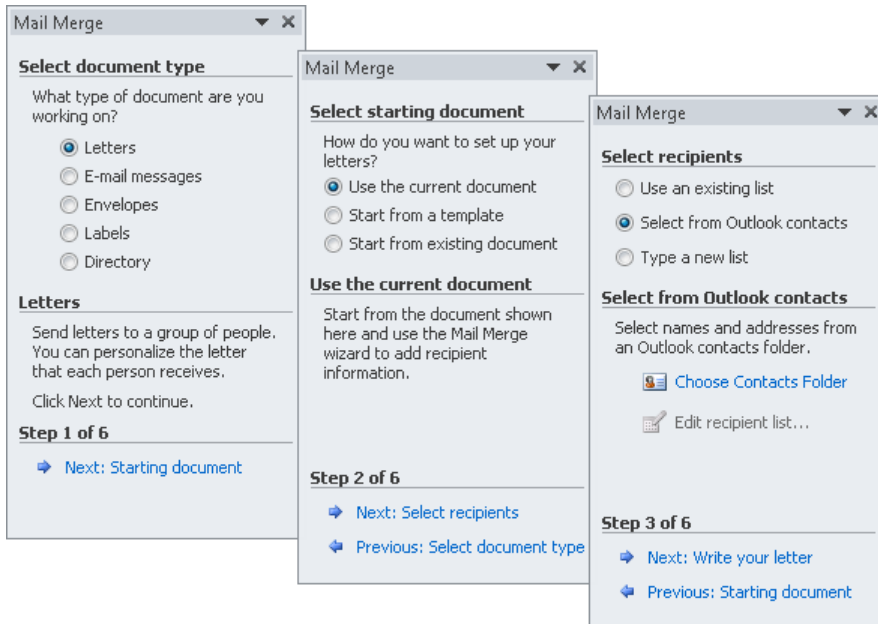 Mail Merge
Select document type
What type of document are you
working on?
Letters
E-mail messages
Envelopes
Labels
Directory
Letters
Send letters to a group of people.
You can personalize the letter
that each person receives.
Click Next to continue.
Step 1 of 6
Next: Starting document
Mail Merge
Select starting document
How do you want to set up your
letters?
Use the current document
Start from a template
Start from existing document
Use the current document
Start from the document shown
here and use the Mail Merge
wizard to add recipient
information.
Step 2 of 6
Next: Select recipients
Previous: Select document type
Mail Merge
Select recipients
Use an existing list
Select from Outlook contacts
Type a new list
Select from Outlook contacts
Select names and addresses from
an Outlook contacts folder.
Choose Contacts Folder
Edit recipient list...
Step 3 of 6
Next: Write your letter
Previous: Starting document